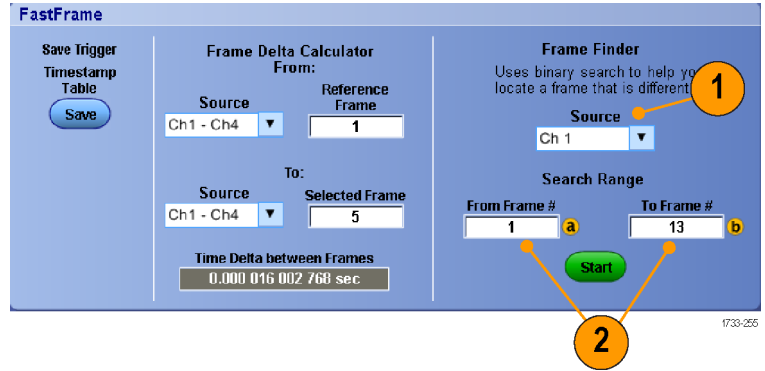 FastFrame
Save Trigger
Timestamp
Table
Save
Frame Delta Calculator
From:
Source
Reference
Frame
Ch1 - Ch4
1
To:
Source
Selected Frame
Ch1 - Ch4
5
Time Delta between Frames
0.000 016 002 768 sec
Frame Finder
Uses binary search to help yo
locate a frame that is different
1
Source
Ch 1
Search Range
From Frame #
To Frame #
1
a
13
b
Start
2
1733-255